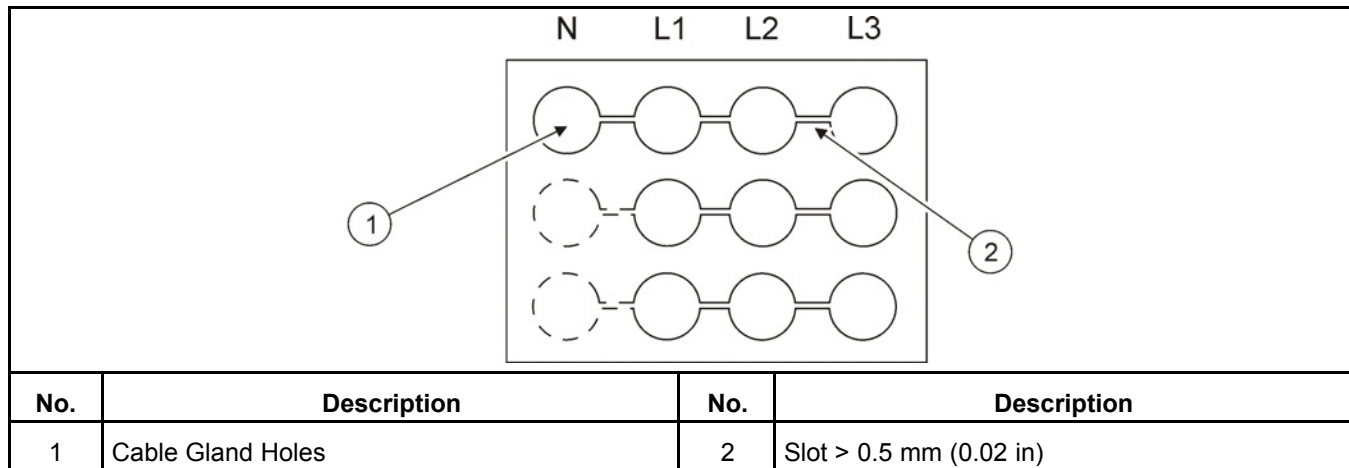 N L1 L2 L3
1
2
No. Description No. Description
1 Cable Gland Holes 2 Slot > 0.5 mm (0.02 in)